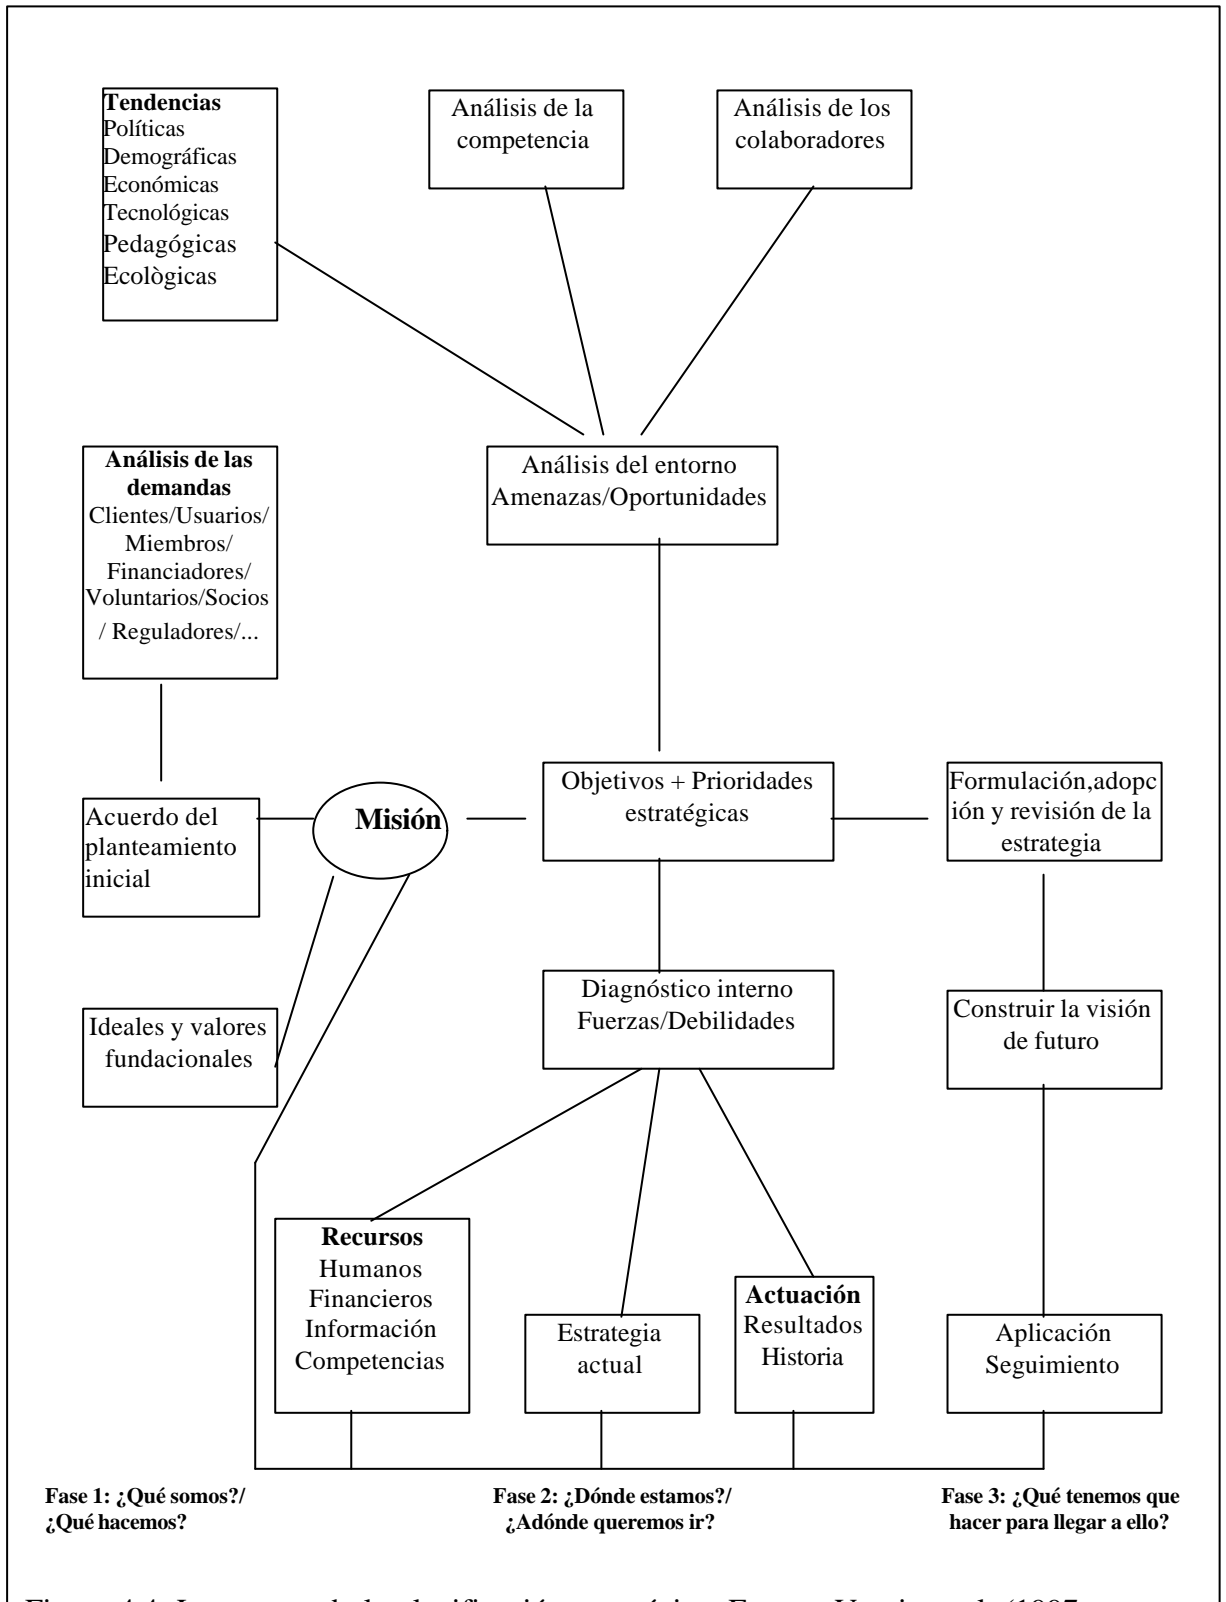 Tendencias
Políticas
Demográficas
Económicas
Tecnológicas
Pedagógicas
Ecològicas
Análisis de la
competencia
Análisis de los
colaboradores
Análisis de las
demandas
Clientes/Usuarios/
Miembros/
Financiadores/
Voluntarios/Socios
/ Reguladores/...
Análisis del entorno
Amenazas/Oportunidades
Acuerdo del
planteamiento
inicial
Misión
Objetivos + Prioridades
estratégicas
Formulación,adopc
ión y revisión de la
estrategia
Ideales y valores
fundacionales
Diagnóstico interno
Fuerzas/Debilidades
Construir la visión
de futuro
Recursos
Humanos
Financieros
Información
Competencias
Estrategia
actual
Actuación
Resultados
Historia
Aplicación
Seguimiento
Fase 1: ¿Qué somos?/
¿Qué hacemos?
Fase 2: ¿Dónde estamos?/
¿Adónde queremos ir?
Fase 3: ¿Qué tenemos que
hacer para llegar a ello?